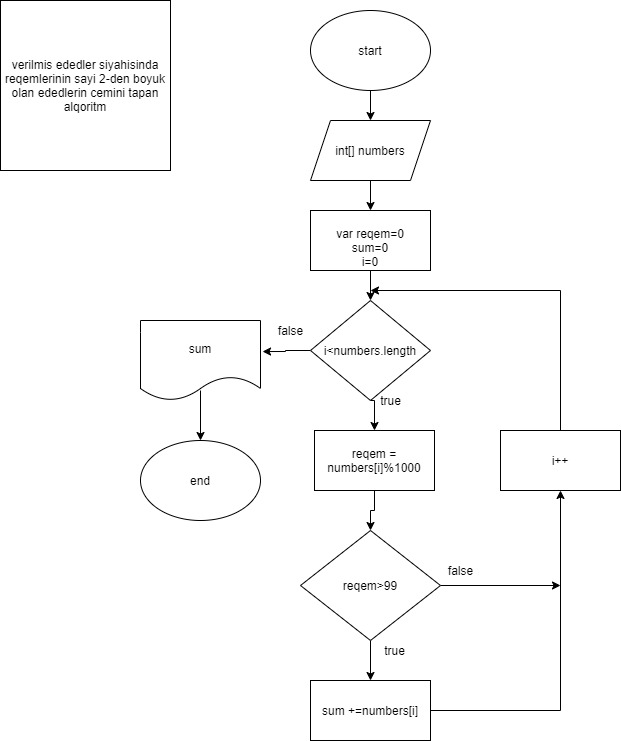 verilmis ededler siyahisinda
reqemlerinin sayi 2-den boyuk
olan ededlerin cemini tapan
alqoritm
start
int[] numbers
var reqem=0
sum=0
i=0
i<numbers.length
false
sum
end
true
reqem =
numbers[i]%1000
i++
reqem>99
false
true
sum +=numbers[i]